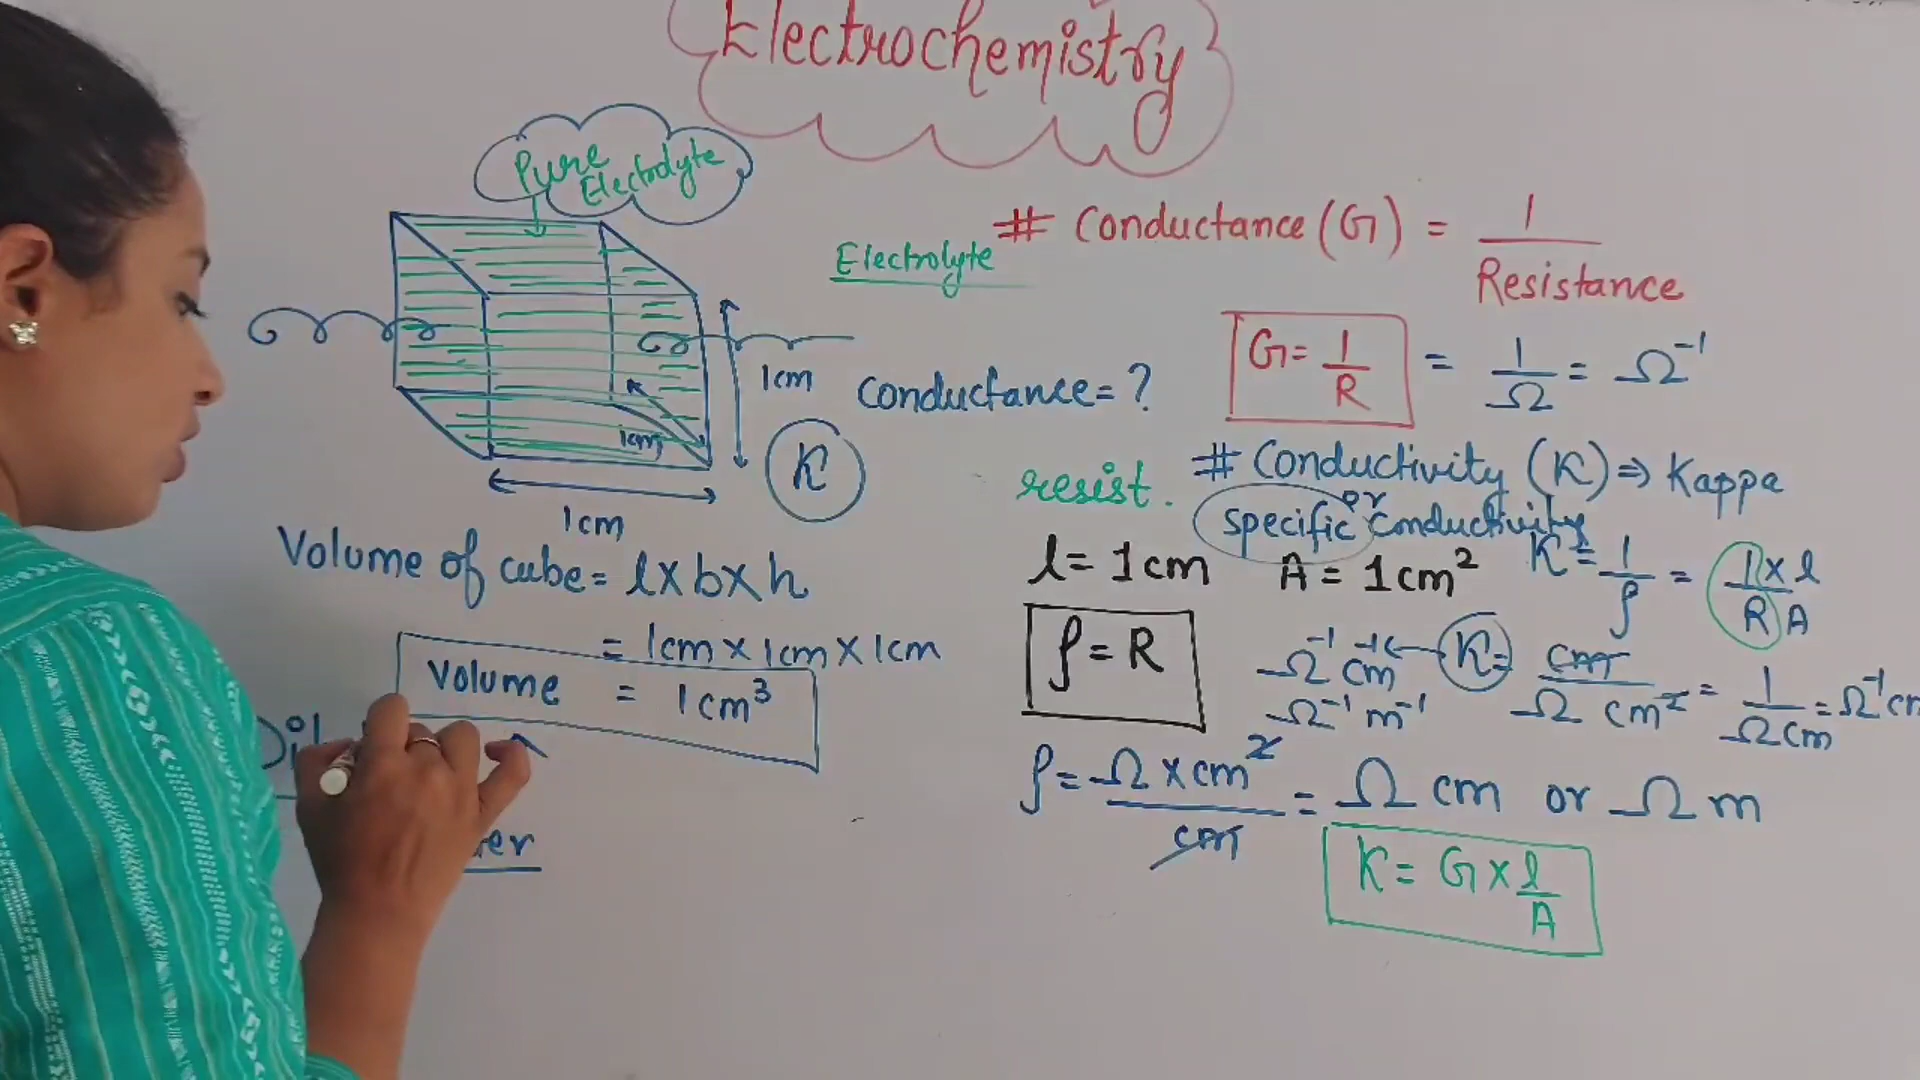 Electrochemistry
Pure
Electrolyte
1cm
1cm
1cm
K
Volume of cube = l x b x h
= 1cm x 1cm x 1cm
Volume = 1cm³
Electrolyte
Conductance = ?
# Conductance (G) = 1/Resistance
G = 1/R = 1/Ω = Ω⁻¹
# Conductivity (K) ⇒ Kappa
or
specific conductivity
resist.
l = 1cm A = 1cm²
K = 1/ρ = 1/R x l/A
ρ = R
K = cm/Ω cm² = 1/Ω cm = Ω⁻¹
Ω⁻¹ cm⁻¹
Ω⁻¹ m⁻¹
ρ = Ω x cm²/cm = Ω cm or Ω m
K = G x l/A